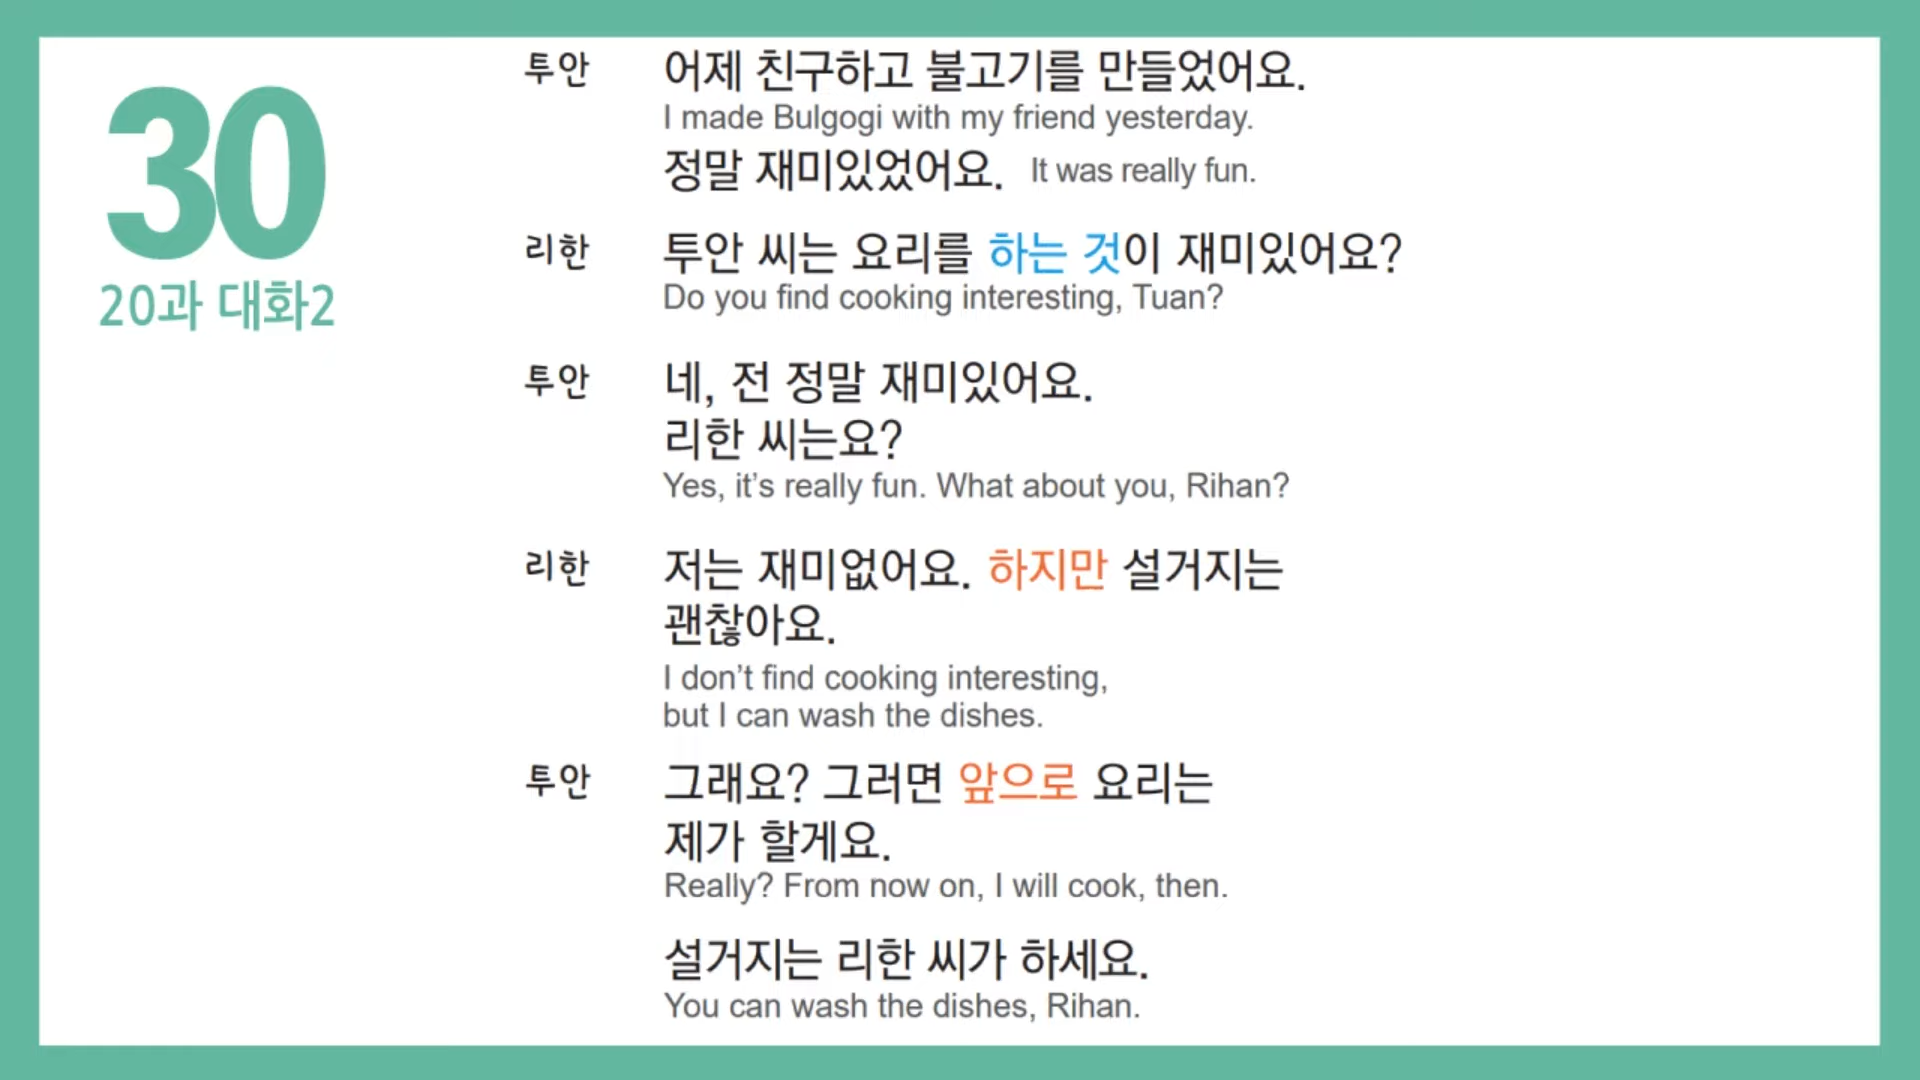 30
20과 대화2
투안 어제 친구하고 불고기를 만들었어요.
I made Bulgogi with my friend yesterday.
정말 재미있었어요. It was really fun.
리한 투안 씨는 요리를 하는 것이 재미있어요?
Do you find cooking interesting, Tuan?
투안 네, 전 정말 재미있어요.
리한 씨는요?
Yes, it's really fun. What about you, Rihan?
리한 저는 재미없어요. 하지만 설거지는
괜찮아요.
I don't find cooking interesting,
but I can wash the dishes.
투안 그래요? 그러면 앞으로 요리는
제가 할게요.
Really? From now on, I will cook, then.
설거지는 리한 씨가 하세요.
You can wash the dishes, Rihan.